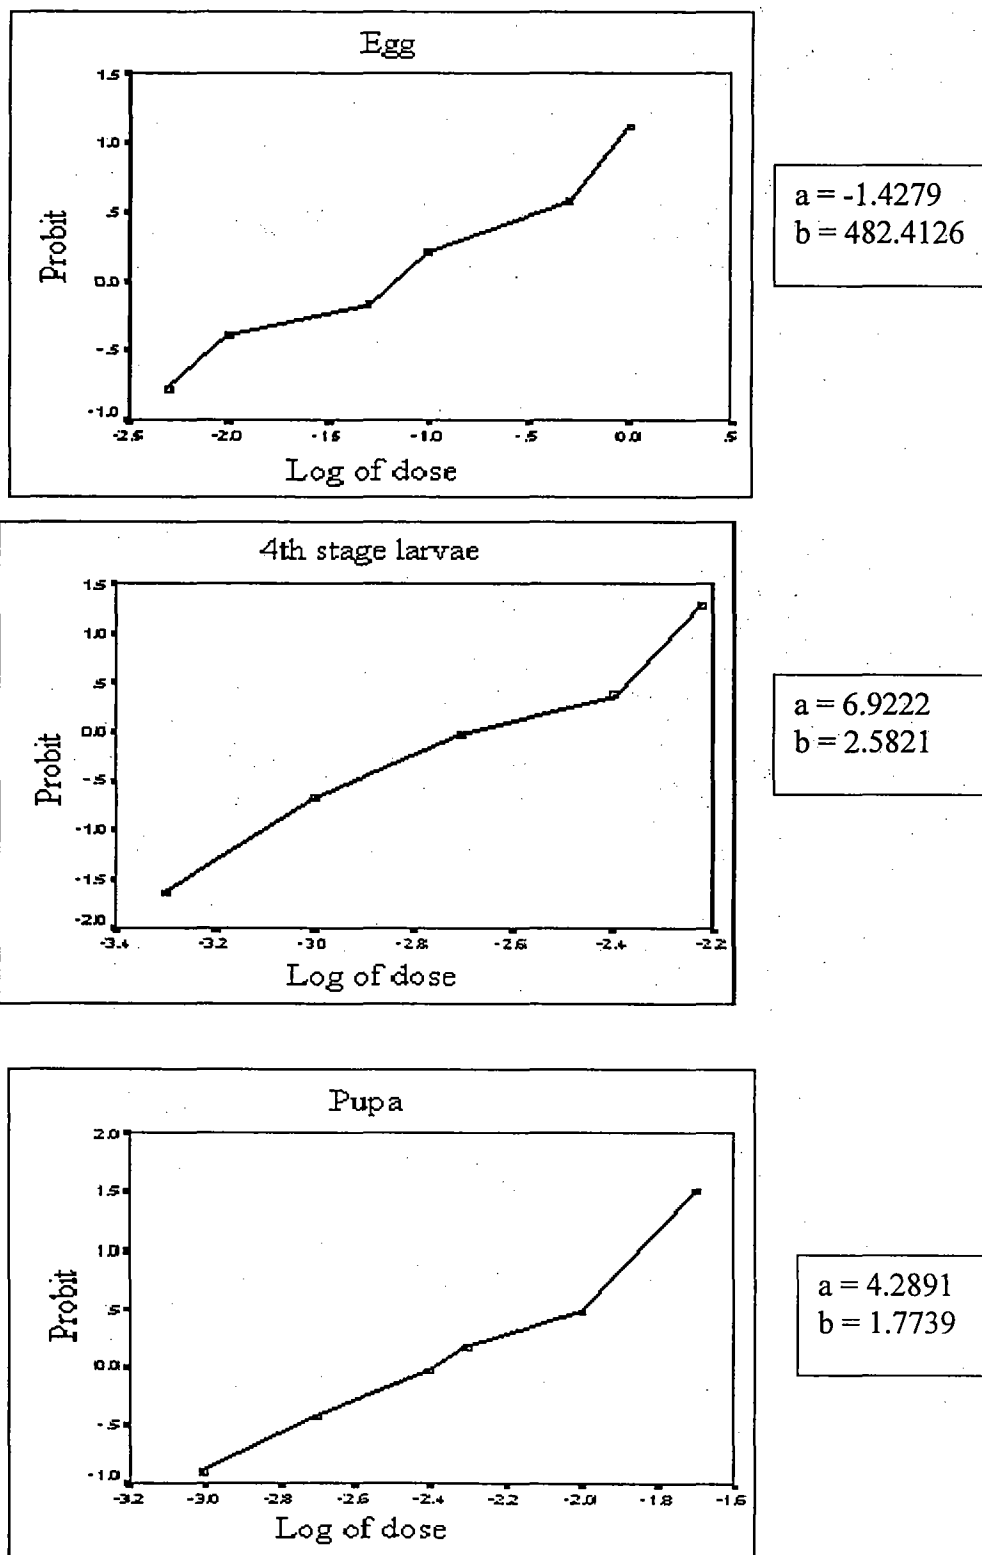 Egg
1.5
1.0
.5
0.0
-.5
-1.0
Probit
-2.5 -2.0 -1.5 -1.0 -.5 0.0 .5
Log of dose
a = -1.4279
b = 482.4126
4th stage larvae
1.5
1.0
.5
0.0
-.5
-1.0
-1.5
-2.0
Probit
-3.4 -3.2 -3.0 -2.8 -2.6 -2.4 -2.2
Log of dose
a = 6.9222
b = 2.5821
Pupa
2.0
1.5
1.0
.5
0.0
-.5
-1.0
Probit
-3.2 -3.0 -2.8 -2.6 -2.4 -2.2 -2.0 -1.8 -1.6
Log of dose
a = 4.2891
b = 1.7739